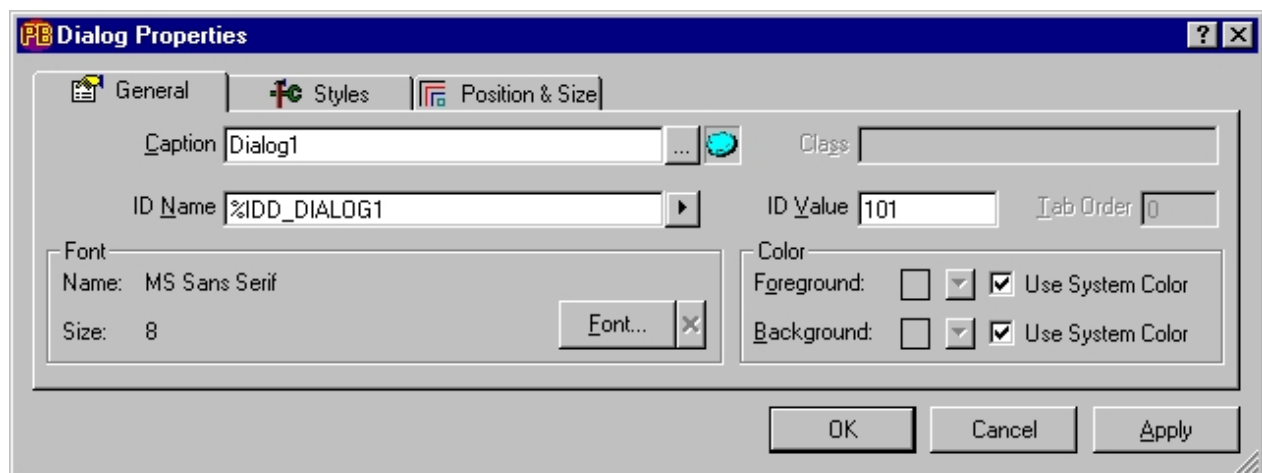 PB Dialog Properties ? X
General Styles Position & Size
Caption Dialog1 ... Class
ID Name %IDD_DIALOG1 ID Value 101 Tab Order 0
Font Color
Name: MS Sans Serif Foreground: Use System Color
Size: 8 Font... Background: Use System Color
OK Cancel Apply